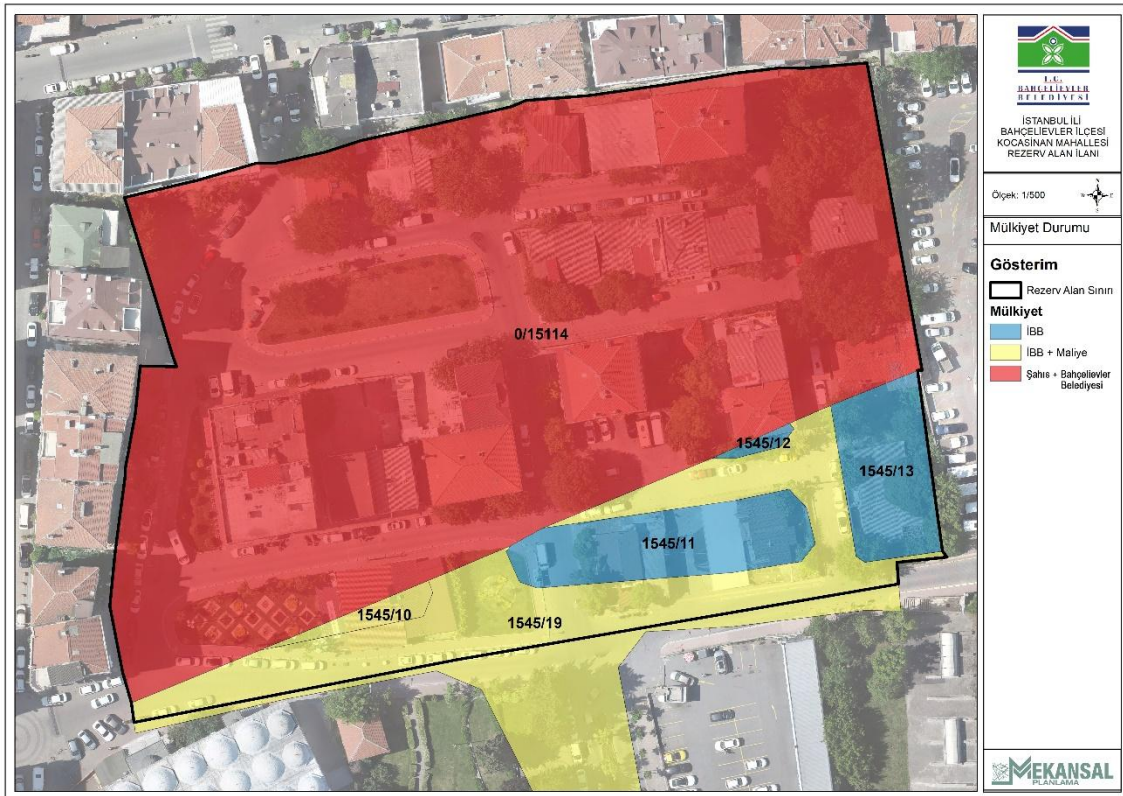 T.C.
BAHÇELİEVLER
BELEDİYESİ
İSTANBUL İLİ
BAHÇELİEVLER İLÇESİ
KOCASİNAN MAHALLESİ
REZERV ALAN İLANI
Ölçek: 1/500
N
W
E
S
Mülkiyet Durumu
Gösterim
Rezerv Alan Sınırı
Mülkiyet
İBB
İBB + Maliye
Şahıs + Bahçelievler
Belediyesi
0/15114
1545/12
1545/13
1545/11
1545/10
1545/19
MEKANSAL
PLANLAMA